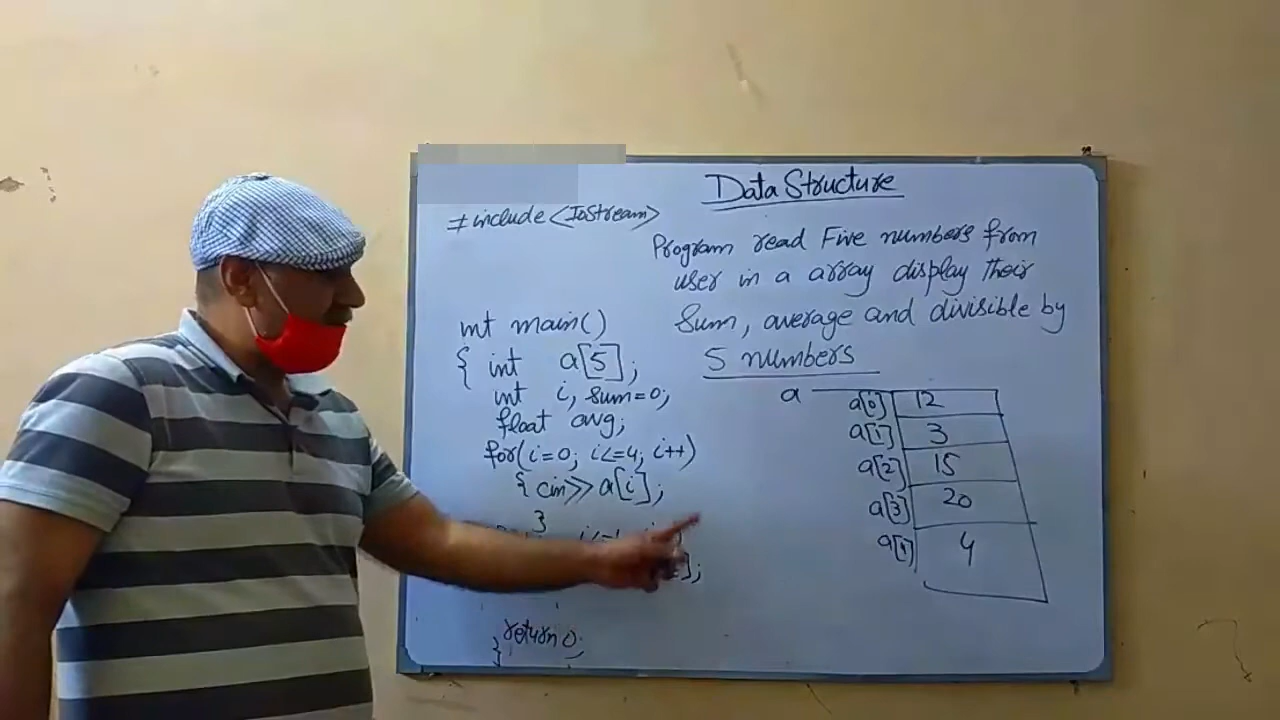 Data Structure
#include<IoStream>
Program read Five numbers from
user in a array display their
sum, average and divisible by
5 numbers
int main()
{ int a[5];
int i, sum=0;
float avg;
for(i=0; i<=4; i++)
{ cin>>a[i];
}
];
return 0;
}
a
a[0] 12
a[1] 3
a[2] 15
a[3] 20
a[4] 4